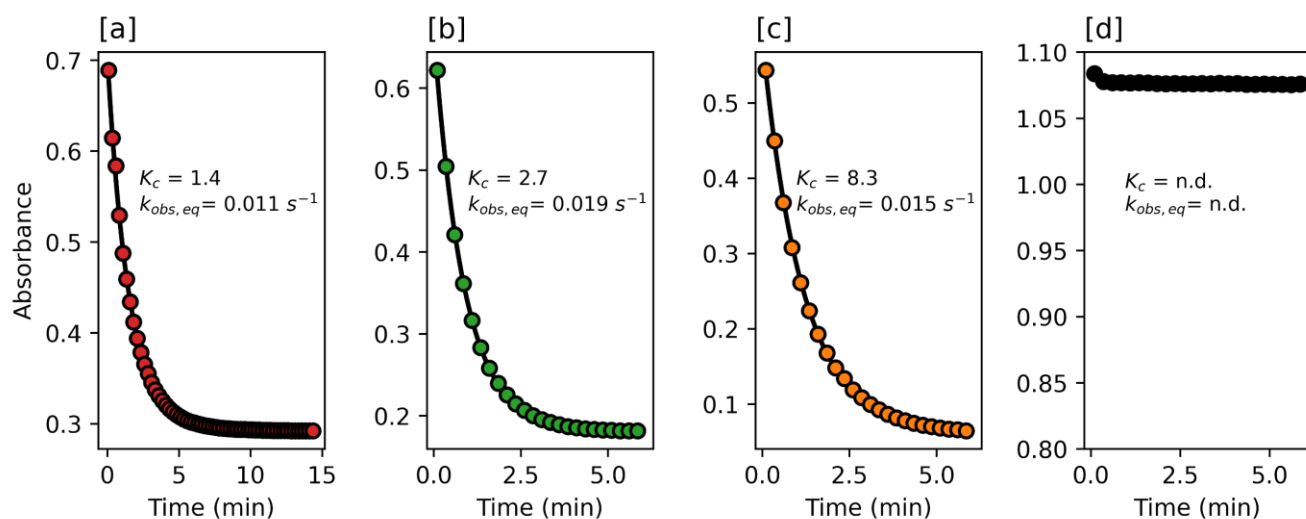 [a]
[b]
[c]
[d]
Absorbance
0.7
0.6
0.5
0.4
0.3
K_c = 1.4
k_obs,eq= 0.011 s⁻¹
0 5 10 15
Time (min)
0.6
0.5
0.4
0.3
0.2
K_c = 2.7
k_obs,eq= 0.019 s⁻¹
0.0 2.5 5.0
Time (min)
0.5
0.4
0.3
0.2
0.1
K_c = 8.3
k_obs,eq= 0.015 s⁻¹
0.0 2.5 5.0
Time (min)
1.10
1.05
1.00
0.95
0.90
0.85
0.80
K_c = n.d.
k_obs,eq= n.d.
0.0 2.5 5.0
Time (min)